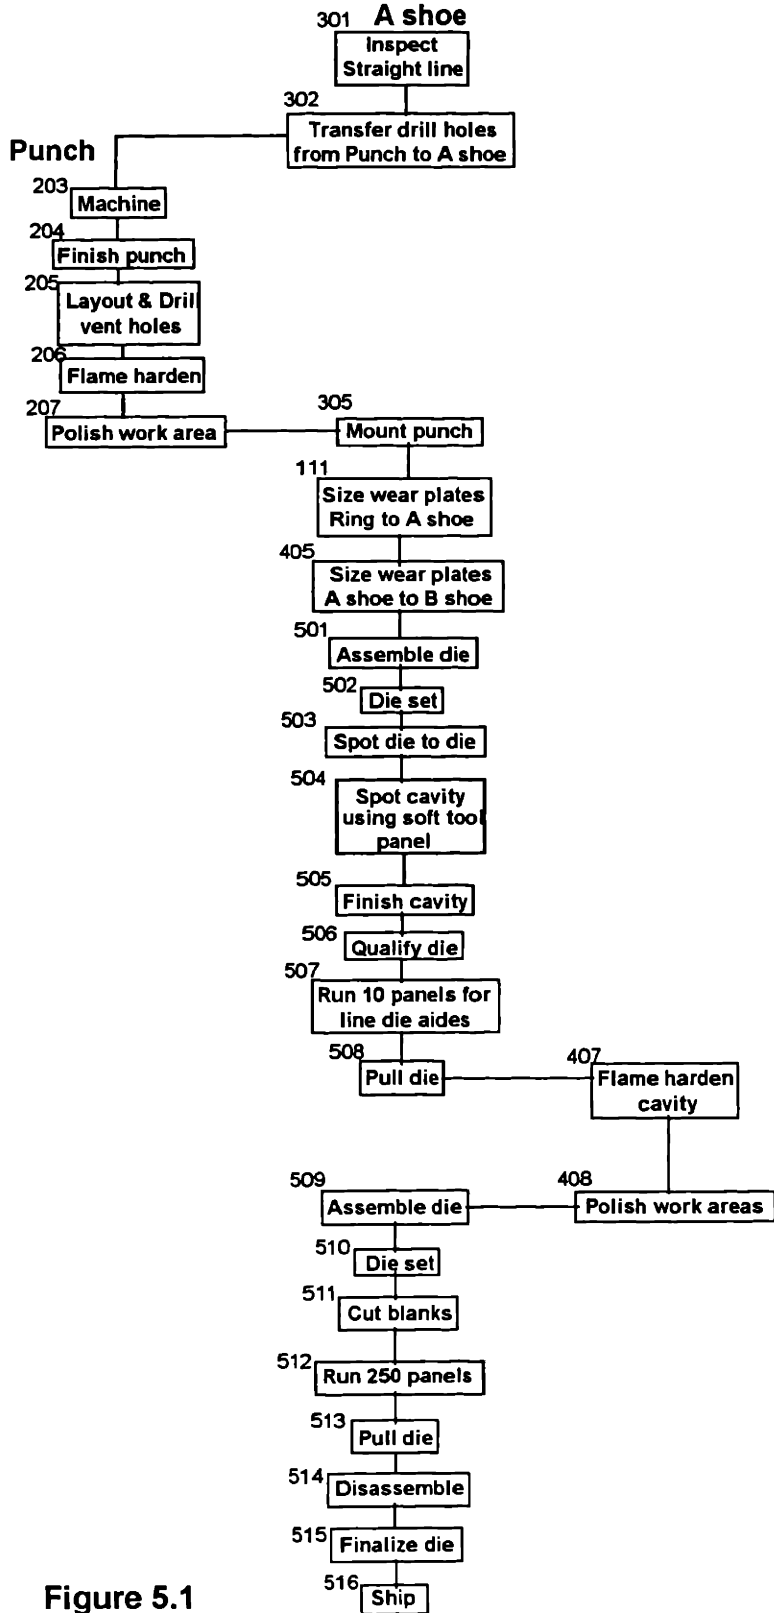 301 A shoe
Inspect
Straight line
302
Transfer drill holes
from Punch to A shoe
Punch
203
Machine
204
Finish punch
205
Layout & Drill
vent holes
206
Flame harden
207
Polish work area
305
Mount punch
111
Size wear plates
Ring to A shoe
405
Size wear plates
A shoe to B shoe
501
Assemble die
502
Die set
503
Spot die to die
504
Spot cavity
using soft tool
panel
505
Finish cavity
506
Qualify die
507
Run 10 panels for
line die aides
508
Pull die
407
Flame harden
cavity
408
Polish work areas
509
Assemble die
510
Die set
511
Cut blanks
512
Run 250 panels
513
Pull die
514
Disassemble
515
Finalize die
516
Ship
Figure 5.1